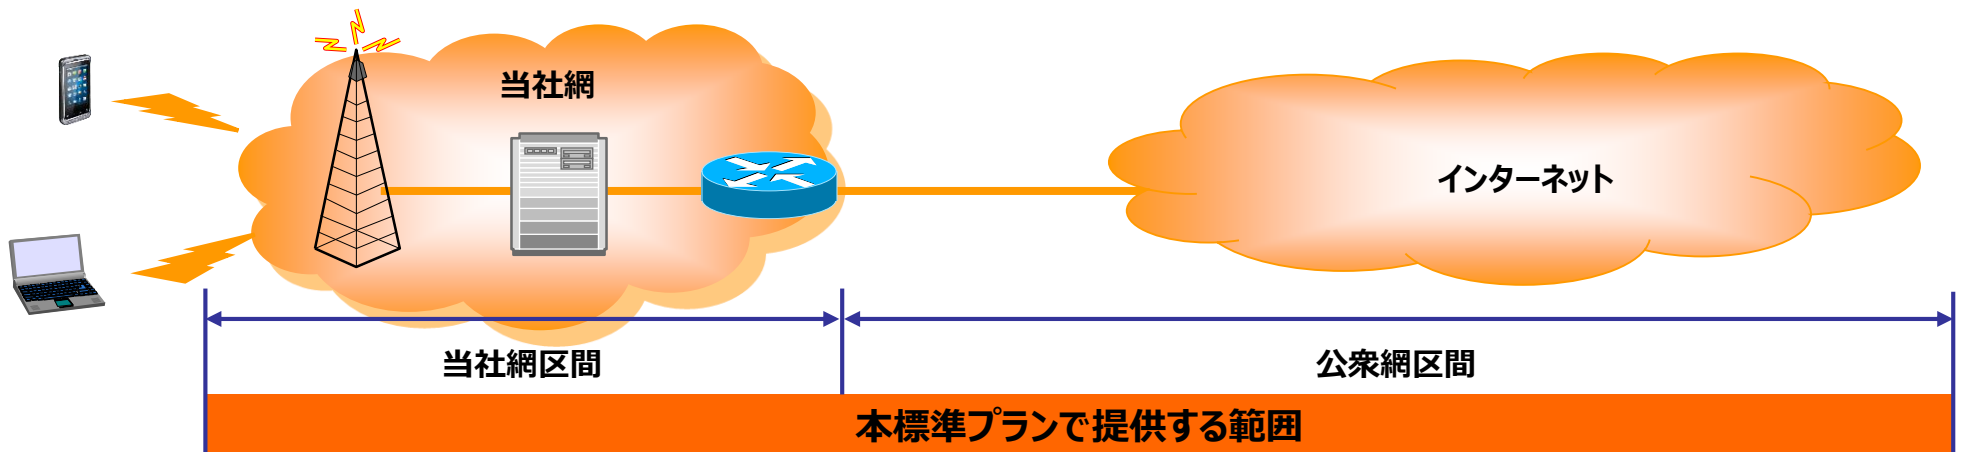 当社網
インターネット
当社網区間
公衆網区間
本標準プランで提供する範囲